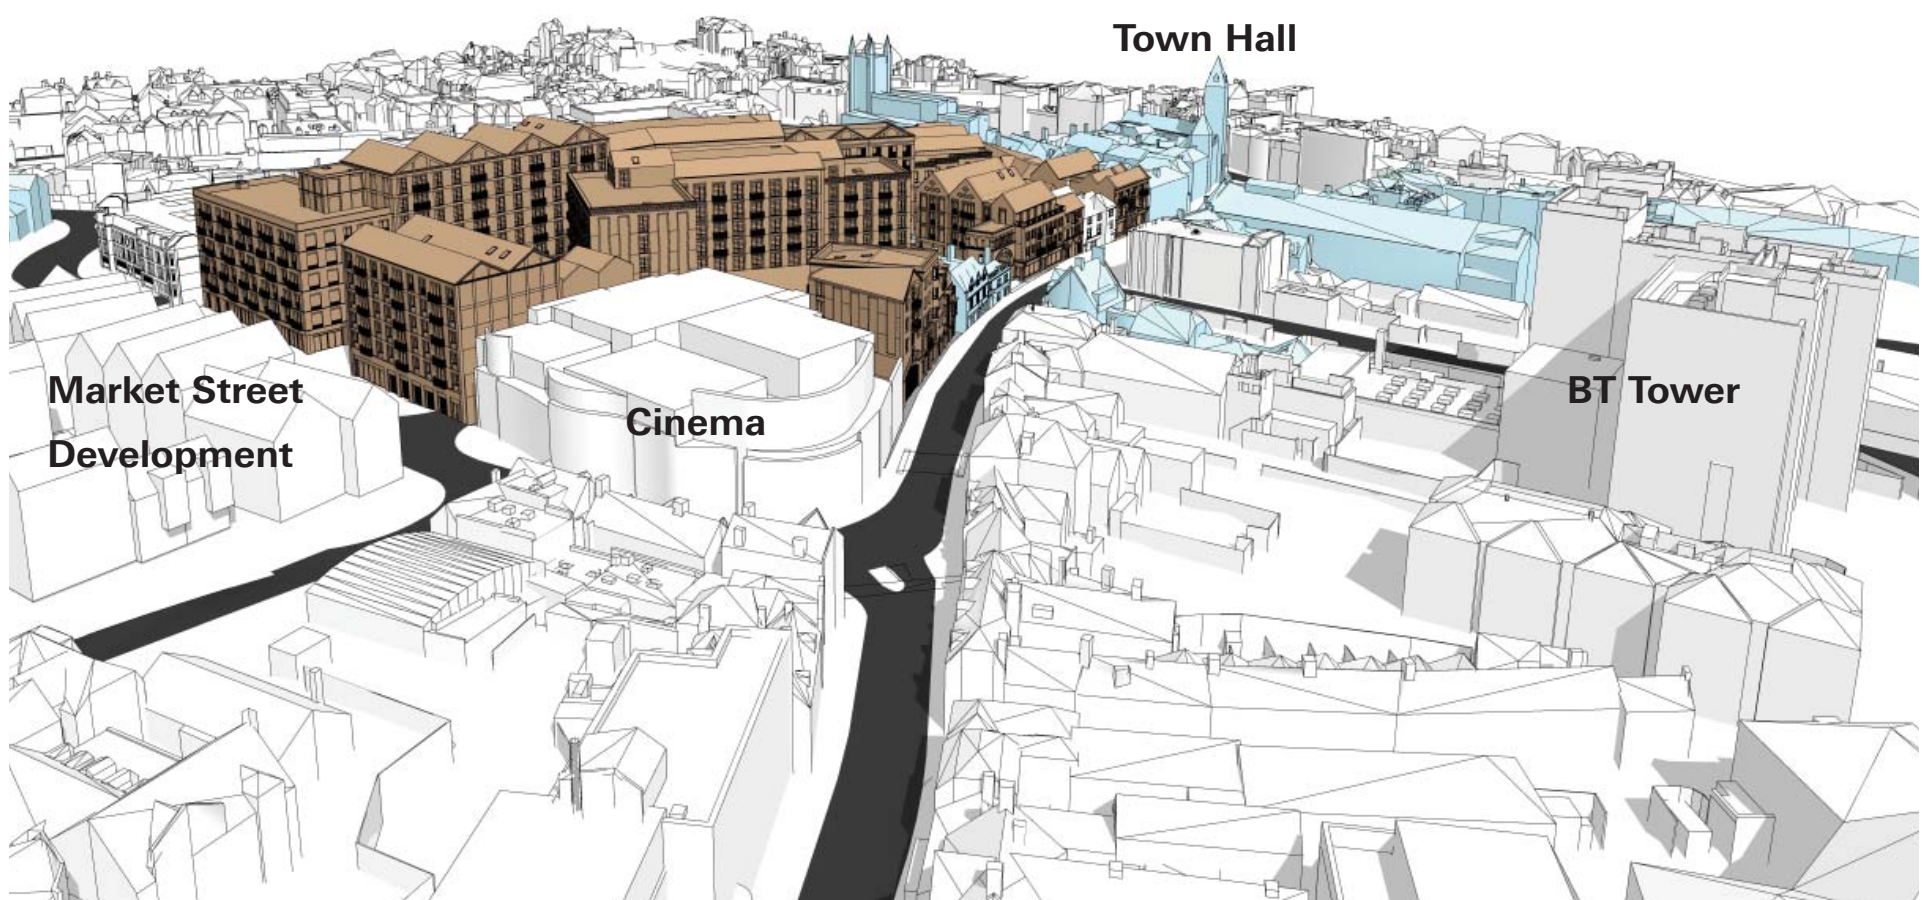 Town Hall
Market Street
Development
Cinema
BT Tower